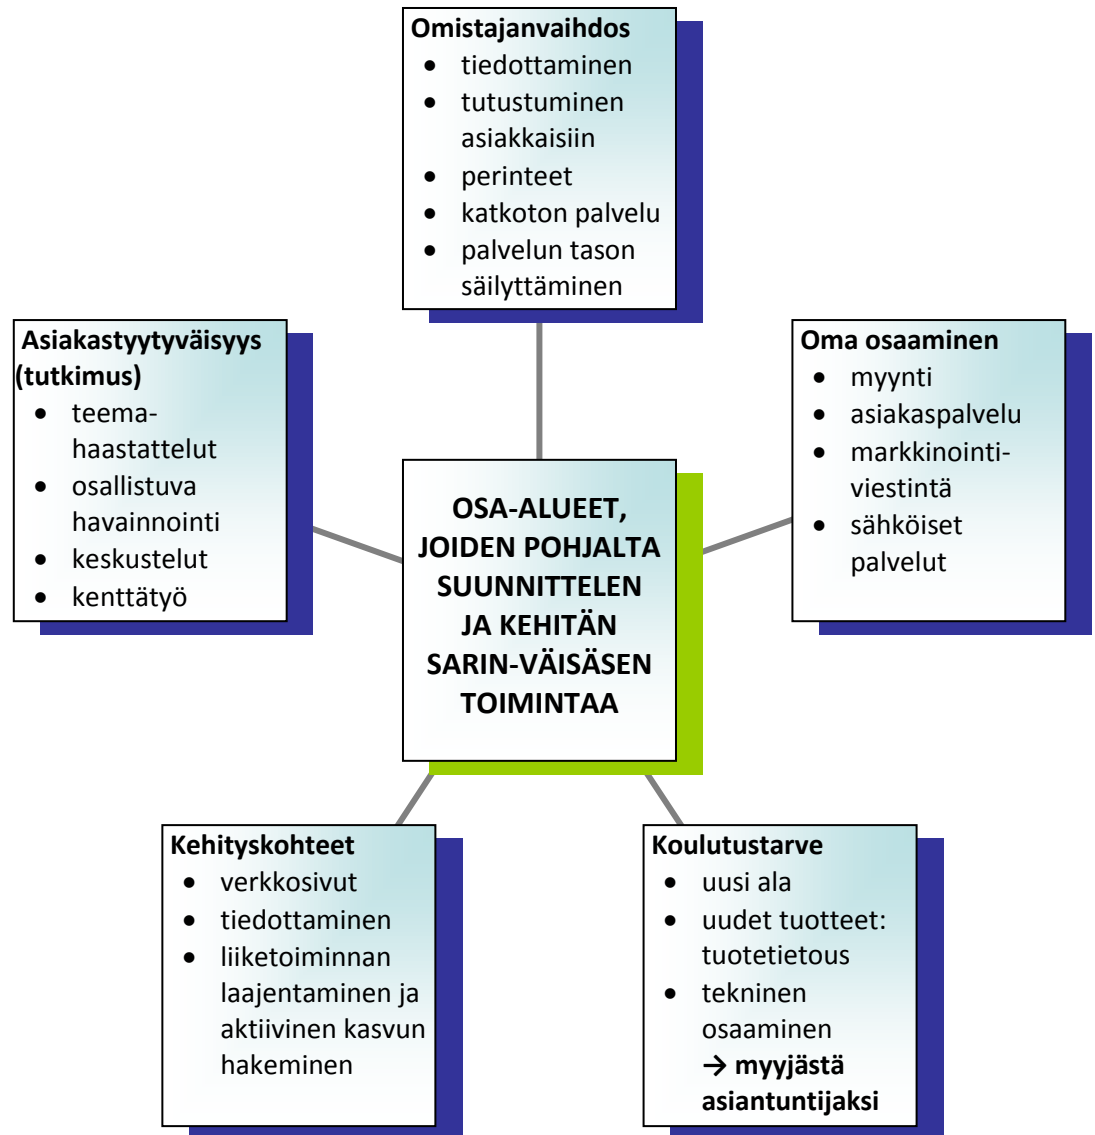 Omistajanvaihdos
• tiedottaminen
• tutustuminen
asiakkaisiin
• perinteet
• katkoton palvelu
• palvelun tason
säilyttäminen
Asiakastyytyväisyys
(tutkimus)
• teema-
haastattelut
• osallistuva
havainnointi
• keskustelut
• kenttätyö
Oma osaaminen
• myynti
• asiakaspalvelu
• markkinointi-
viestintä
• sähköiset
palvelut
OSA-ALUEET,
JOIDEN POHJALTA
SUUNNITTELEN
JA KEHITÄN
SARIN-VÄISÄSEN
TOIMINTAA
Kehityskohteet
• verkkosivut
• tiedottaminen
• liiketoiminnan
laajentaminen ja
aktiivinen kasvun
hakeminen
Koulutustarve
• uusi ala
• uudet tuotteet:
tuotetietous
• tekninen
osaaminen
→ myyjästä
asiantuntijaksi